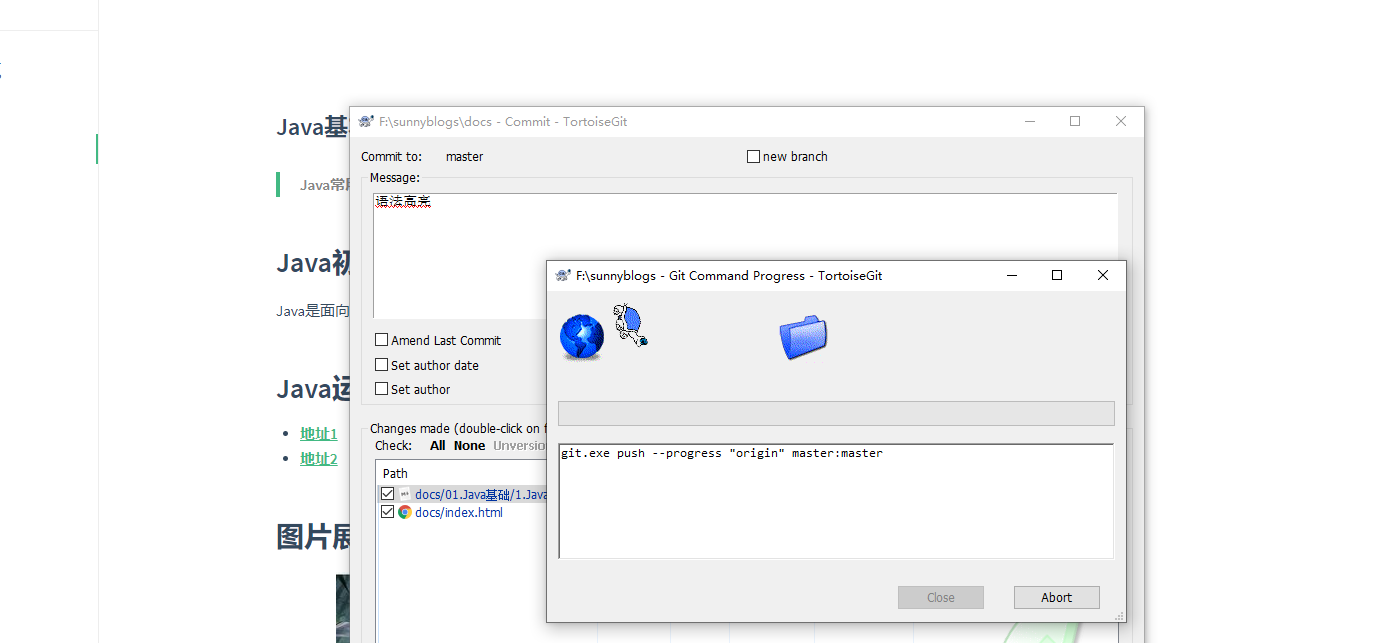 Java基
Java常
Java初
Java是面向
Java运
地址1
地址2
图片展
F:\sunnyblogs\docs - Commit - TortoiseGit
Commit to: master new branch
Message:
语法高亮
Amend Last Commit
Set author date
Set author
Changes made (double-click on f
Check: All None Unversio
Path
docs/01.Java基础/1.Java
docs/index.html
F:\sunnyblogs - Git Command Progress - TortoiseGit
git.exe push --progress "origin" master:master
Close Abort